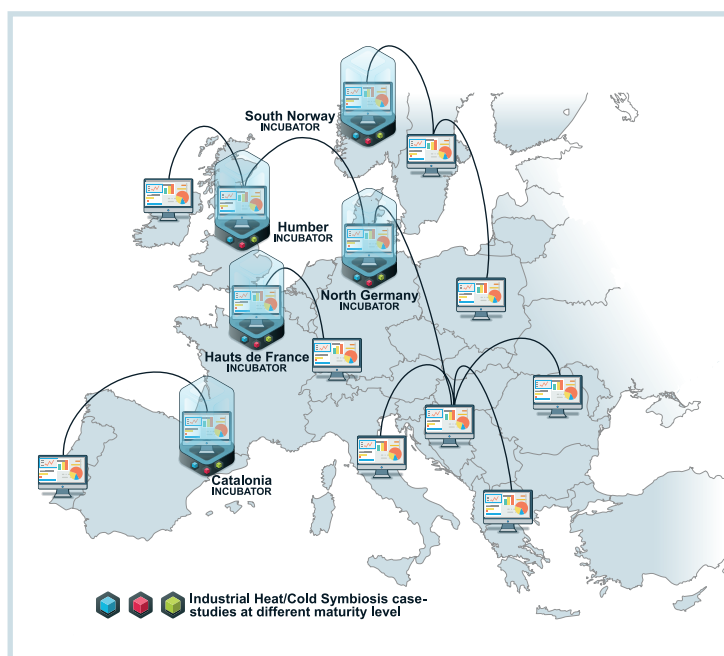 South Norway
INCUBATOR
Humber
INCUBATOR
North Germany
INCUBATOR
Hauts de France
INCUBATOR
Catalonia
INCUBATOR
Industrial Heat/Cold Symbiosis case-
studies at different maturity level